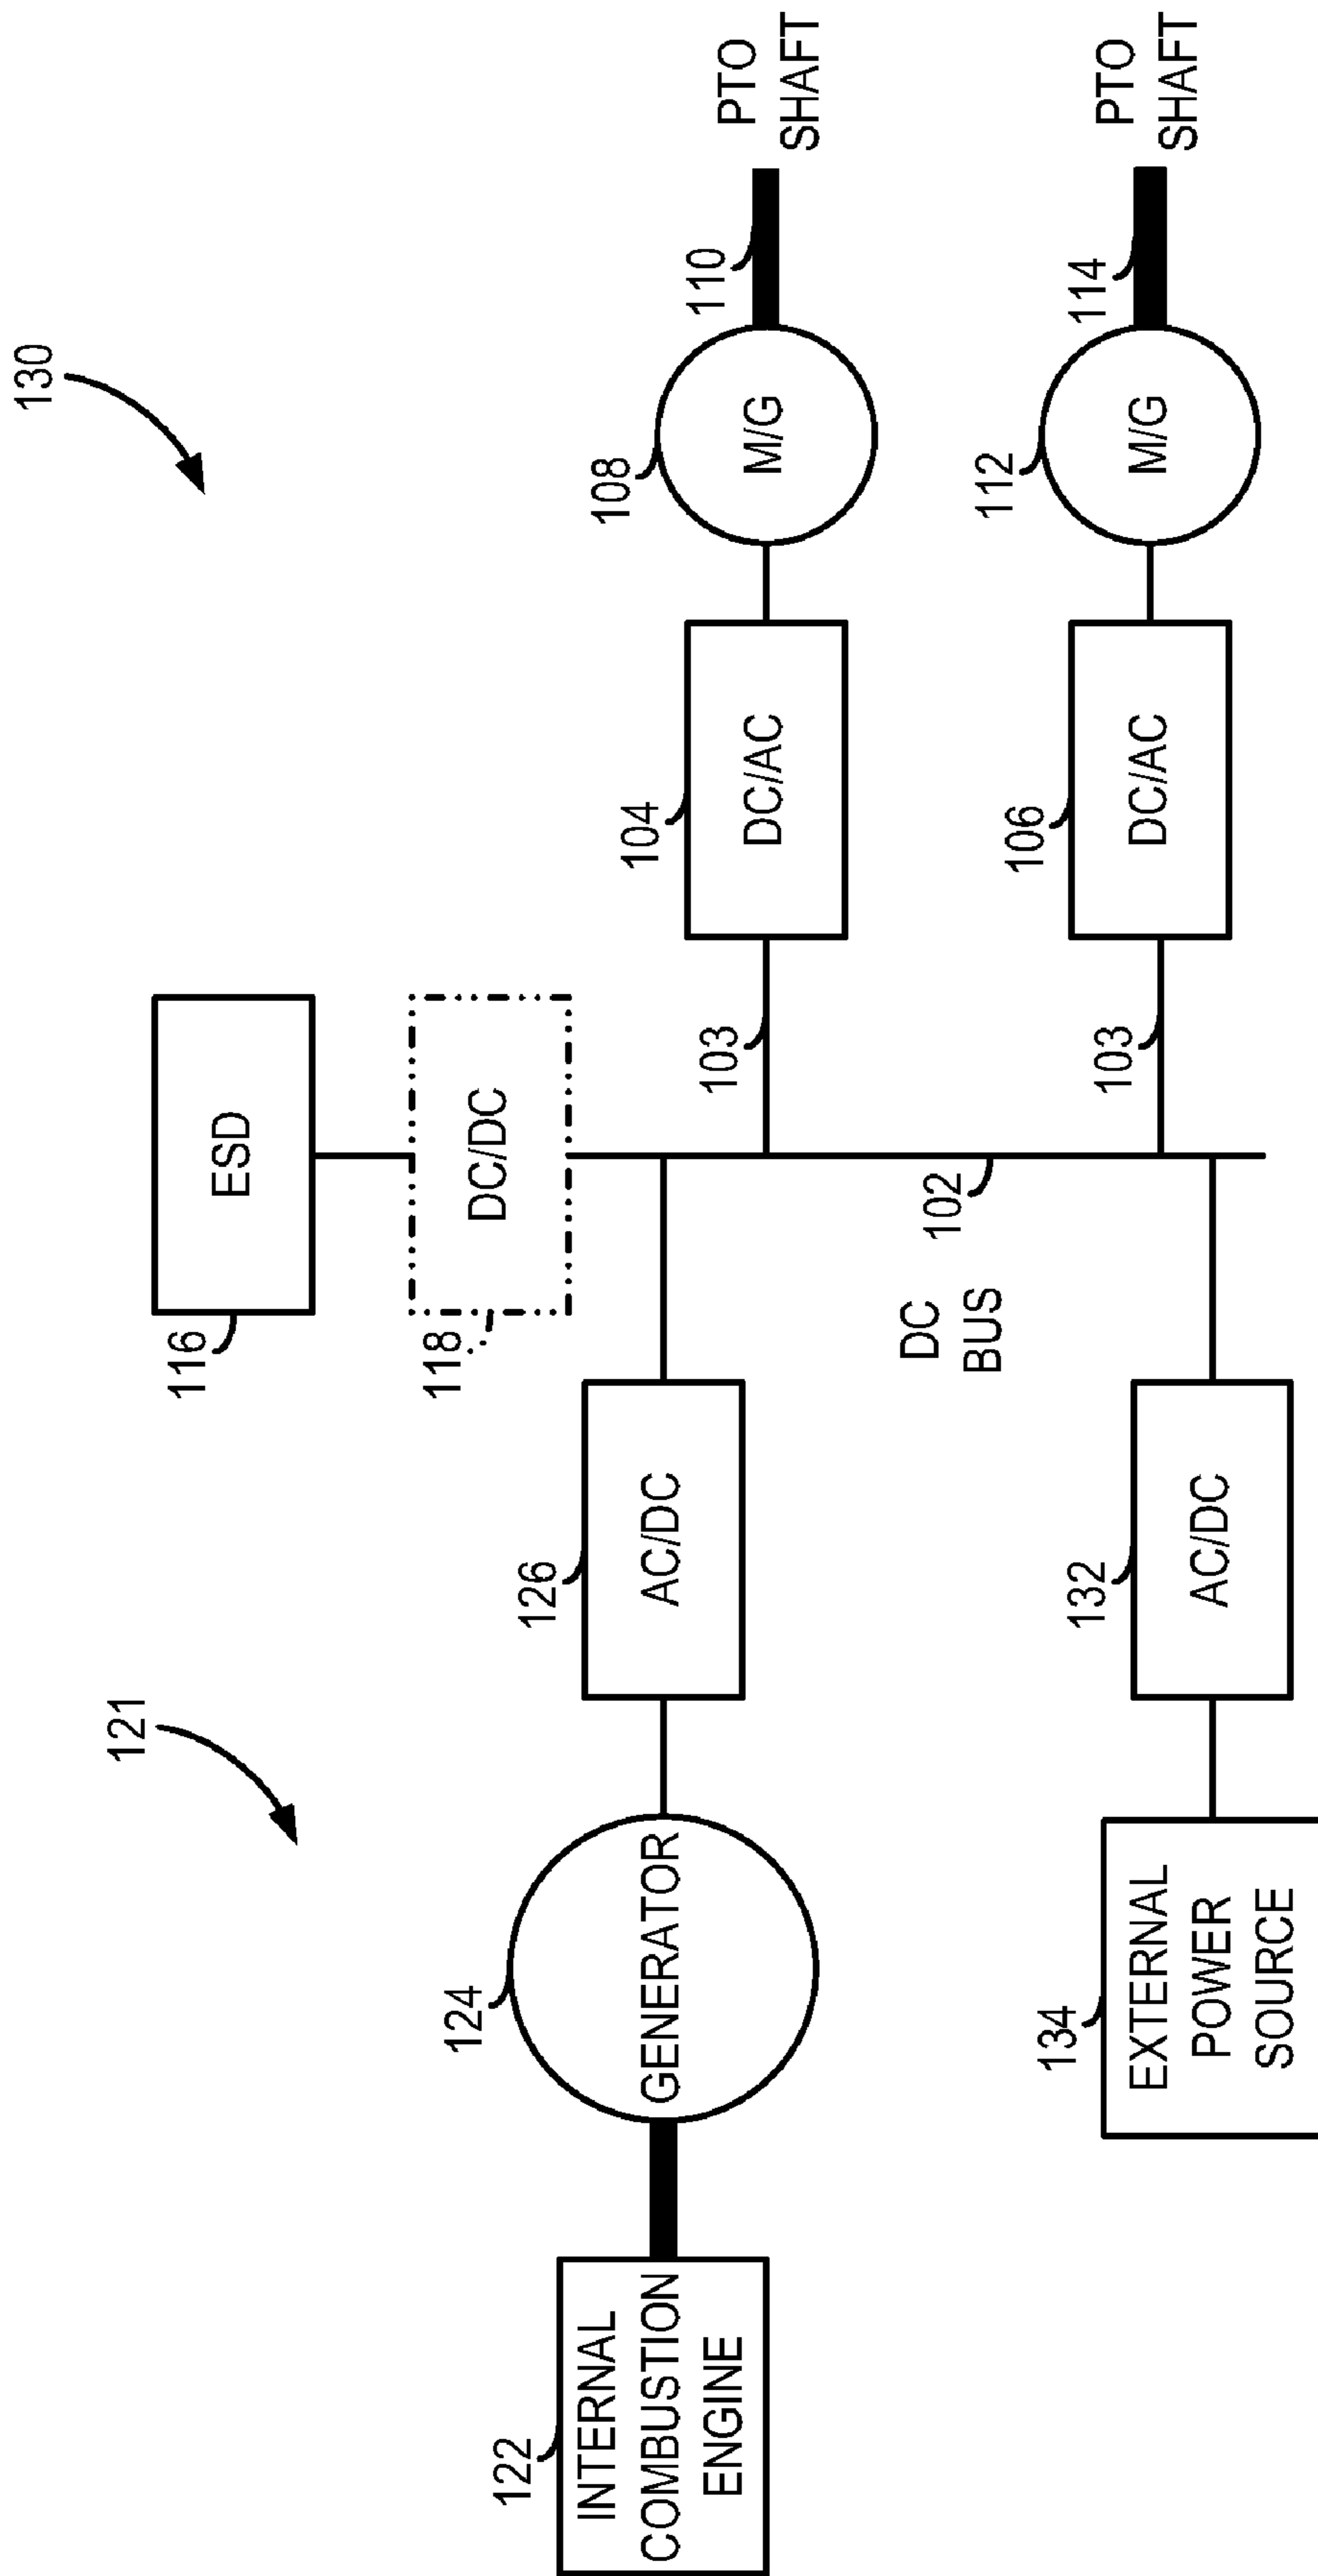 130
121
ESD
116
DC/DC
118
INTERNAL
COMBUSTION
ENGINE
122
GENERATOR
124
AC/DC
126
103
DC/AC
104
M/G
108
110
PTO
SHAFT
DC
BUS
102
EXTERNAL
POWER
SOURCE
134
AC/DC
132
103
DC/AC
106
M/G
112
114
PTO
SHAFT